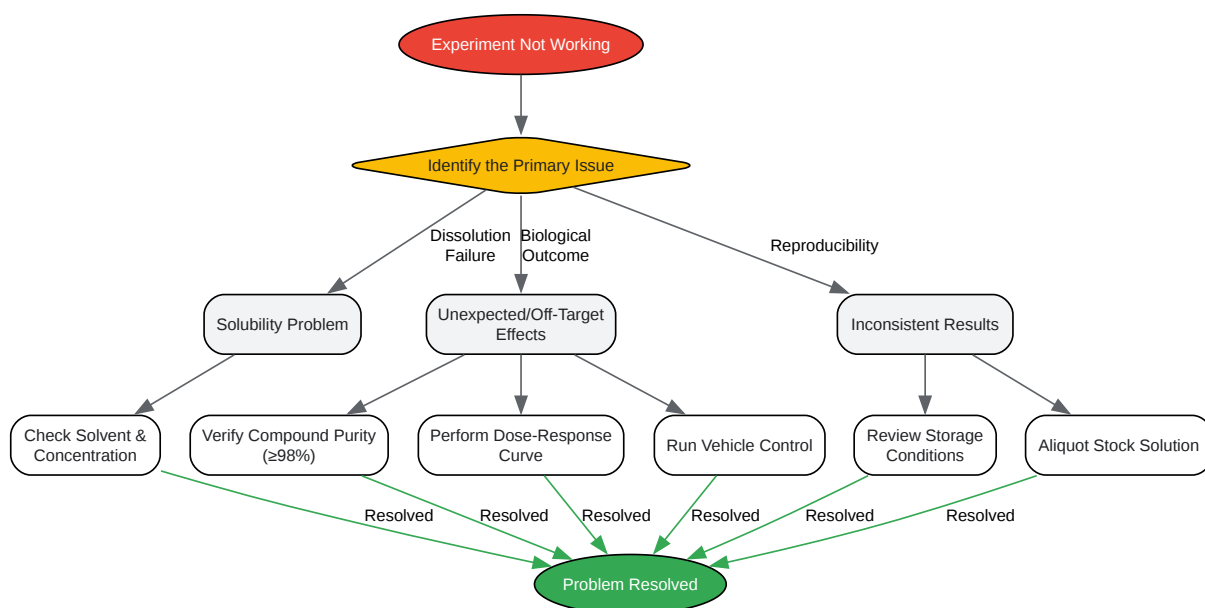 Experiment Not Working
Identify the Primary Issue
Dissolution
Failure
Biological
Outcome
Reproducibility
Solubility Problem
Unexpected/Off-Target
Effects
Inconsistent Results
Check Solvent &
Concentration
Verify Compound Purity
(≥98%)
Perform Dose-Response
Curve
Run Vehicle Control
Review Storage
Conditions
Aliquot Stock Solution
Resolved
Resolved
Resolved
Resolved
Resolved
Resolved
Problem Resolved